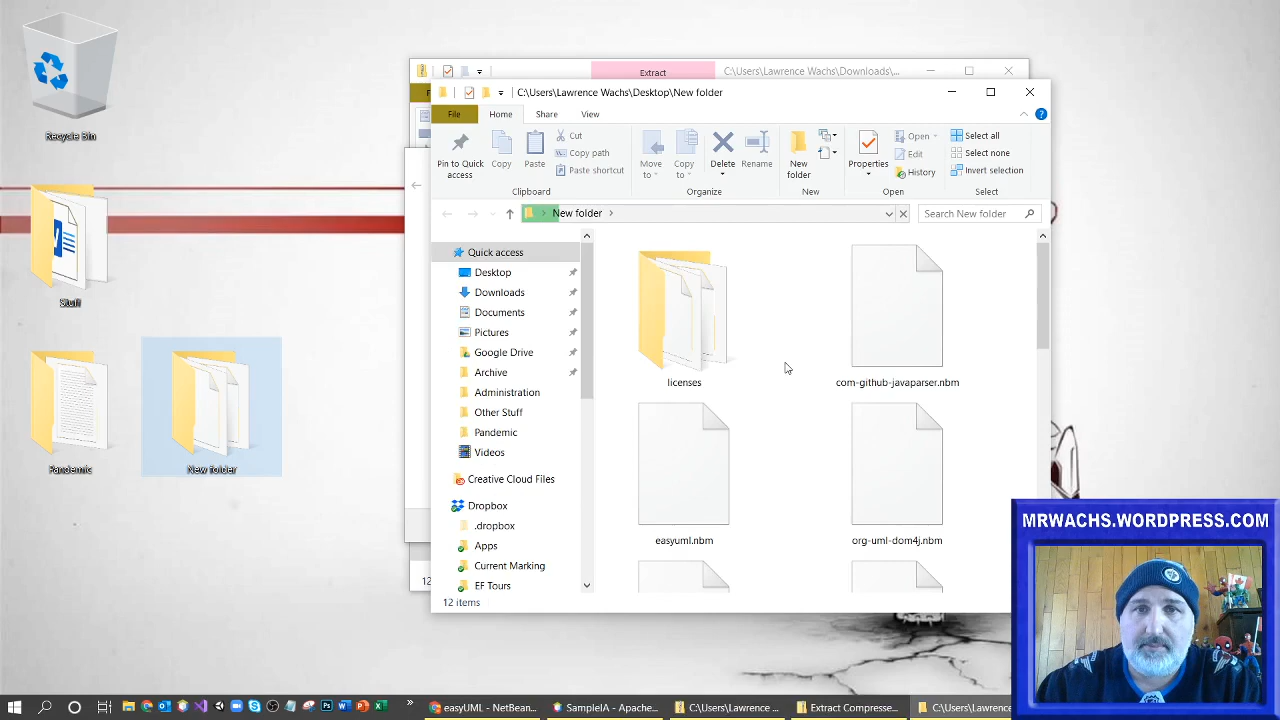 Recycle Bin
Stuff
Pandemic
New folder
Extract
C:\Users\Lawrence Wachs\Downloads\...
C:\Users\Lawrence Wachs\Desktop\New folder
File
Home
Share
View
Pin to Quick access
Copy
Paste
Cut
Copy path
Paste shortcut
Clipboard
Move to
Copy to
Delete
Rename
Organize
New folder
New
Properties
Open
Edit
History
Open
Select all
Select none
Invert selection
Select
New folder
Search New folder
Quick access
Desktop
Downloads
Documents
Pictures
Google Drive
Archive
Administration
Other Stuff
Pandemic
Videos
Creative Cloud Files
Dropbox
.dropbox
Apps
Current Marking
EF Tours
licenses
com-github-javaparser.nbm
easyuml.nbm
org-uml-dom4j.nbm
12 items
12
MRWACHS.WORDPRESS.COM
easyUML - NetBean...
SampleIA - Apache...
C:\Users\Lawrence ...
Extract Compresse...
C:\Users\Lawrenc